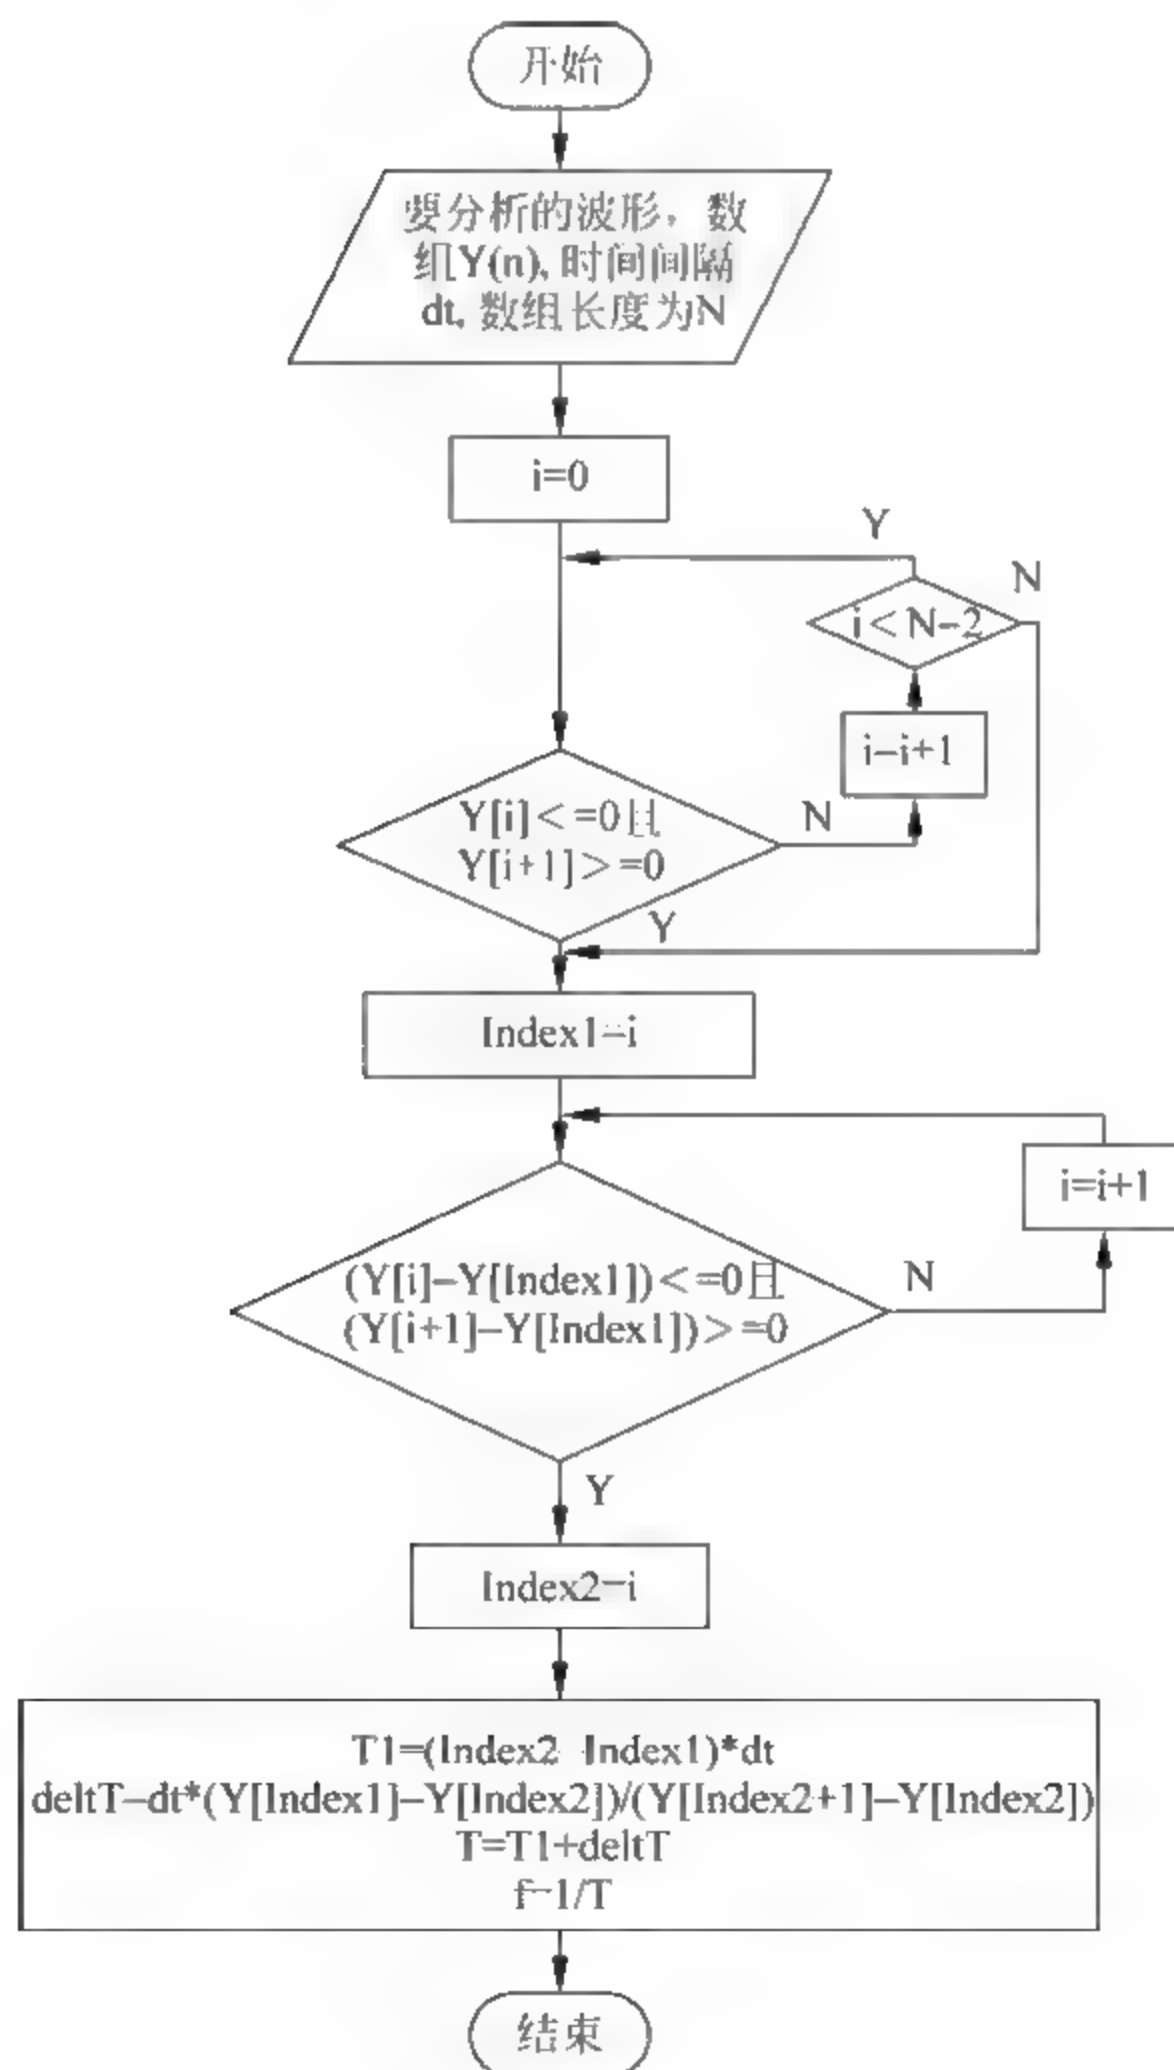 开始
要分析的波形，数
组Y(n), 时间间隔
dt, 数组长度为N
i=0
Y
N
i<N-2
i=i+1
Y[i]<=0且
Y[i+1]>=0
N
Y
Index1=i
i=i+1
(Y[i]-Y[Index1])<=0且
(Y[i+1]-Y[Index1])>=0
N
Y
Index2=i
T1=(Index2 Index1)*dt
deltT=dt*(Y[Index1]-Y[Index2])/(Y[Index2+1]-Y[Index2])
T=T1+deltT
f=1/T
结束